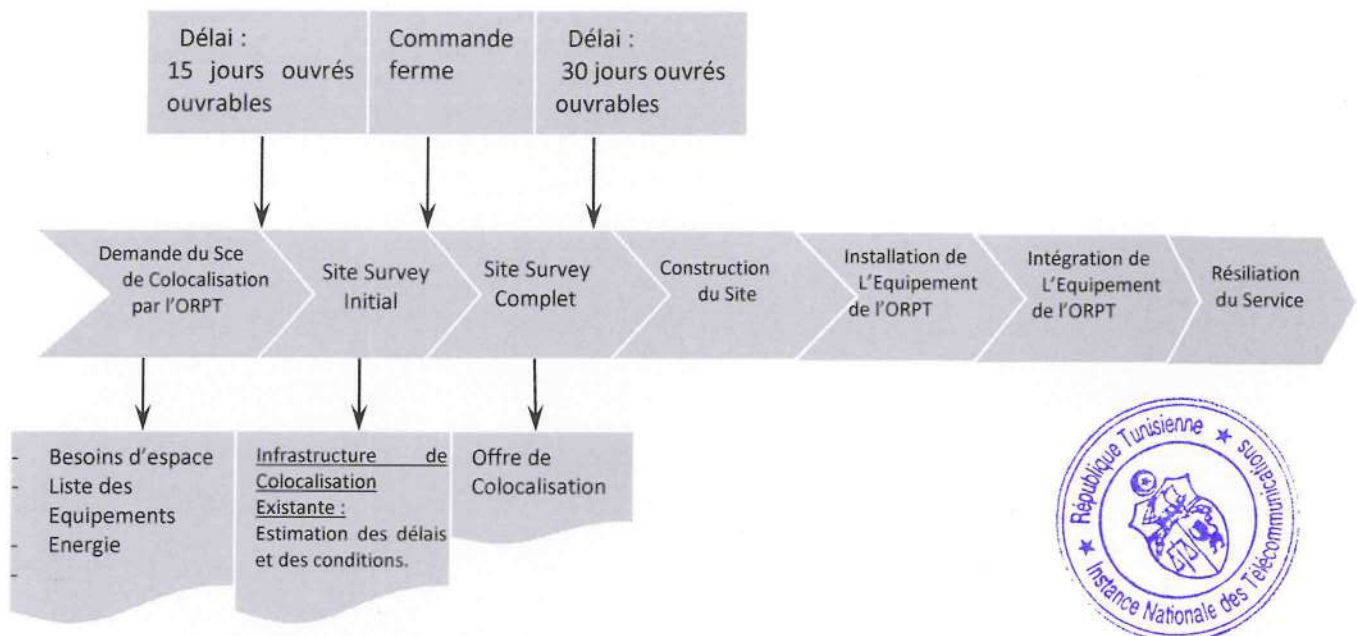 Délai :
15 jours ouvrés
ouvrables
Commande
ferme
Délai :
30 jours ouvrés
ouvrables
Demande du Sce
de Colocalisation
par l'ORPT
Site Survey
Initial
Site Survey
Complet
Construction
du Site
Installation de
L'Equipement
de l'ORPT
Intégration de
L'Equipement
de l'ORPT
Résiliation
du Service
- Besoins d'espace
- Liste des
Equipements
- Energie
-
Infrastructure de
Colocalisation
Existante :
Estimation des délais
et des conditions.
Offre de
Colocalisation
★ République Tunisienne ★
Instance Nationale des Télécommunications